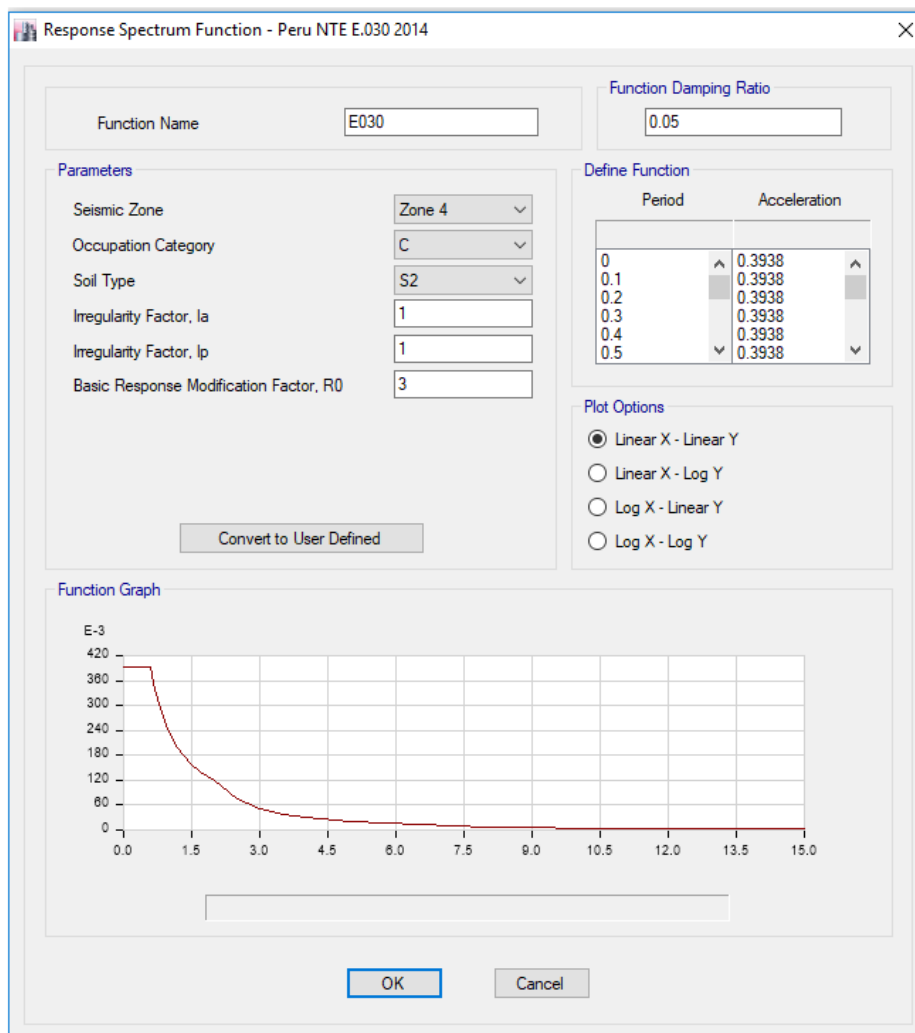 Response Spectrum Function - Peru NTE E.030 2014
Function Name
E030
Function Damping Ratio
0.05
Parameters
Seismic Zone
Zone 4
Occupation Category
C
Soil Type
S2
Irregularity Factor, Ia
1
Irregularity Factor, Ip
1
Basic Response Modification Factor, R0
3
Convert to User Defined
Define Function
Period Acceleration
0 0.3938
0.1 0.3938
0.2 0.3938
0.3 0.3938
0.4 0.3938
0.5 0.3938
Plot Options
Linear X - Linear Y
Linear X - Log Y
Log X - Linear Y
Log X - Log Y
Function Graph
E-3
420
360
300
240
180
120
60
0
0.0 1.5 3.0 4.5 6.0 7.5 9.0 10.5 12.0 13.5 15.0
OK Cancel